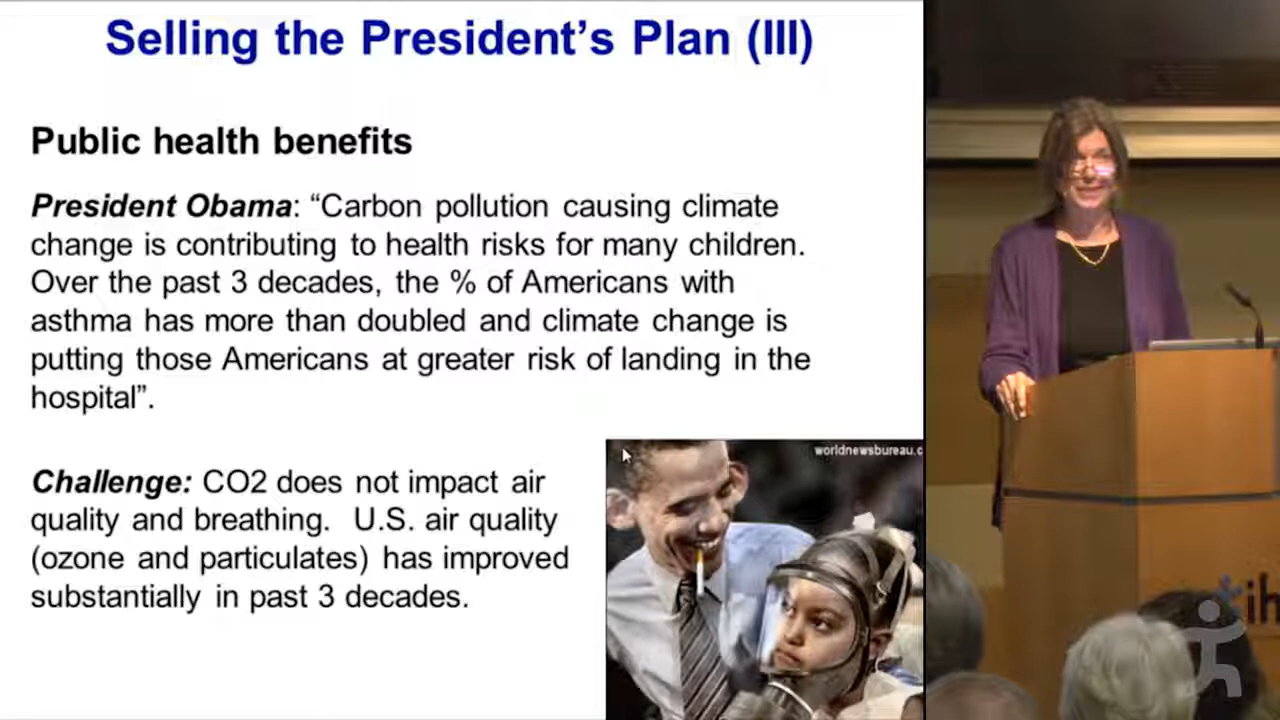 Selling the President’s Plan (III)
Public health benefits
President Obama: “Carbon pollution causing climate
change is contributing to health risks for many children.
Over the past 3 decades, the % of Americans with
asthma has more than doubled and climate change is
putting those Americans at greater risk of landing in the
hospital”.
Challenge: CO2 does not impact air
quality and breathing. U.S. air quality
(ozone and particulates) has improved
substantially in past 3 decades.
worldnewsbureau.c
ih